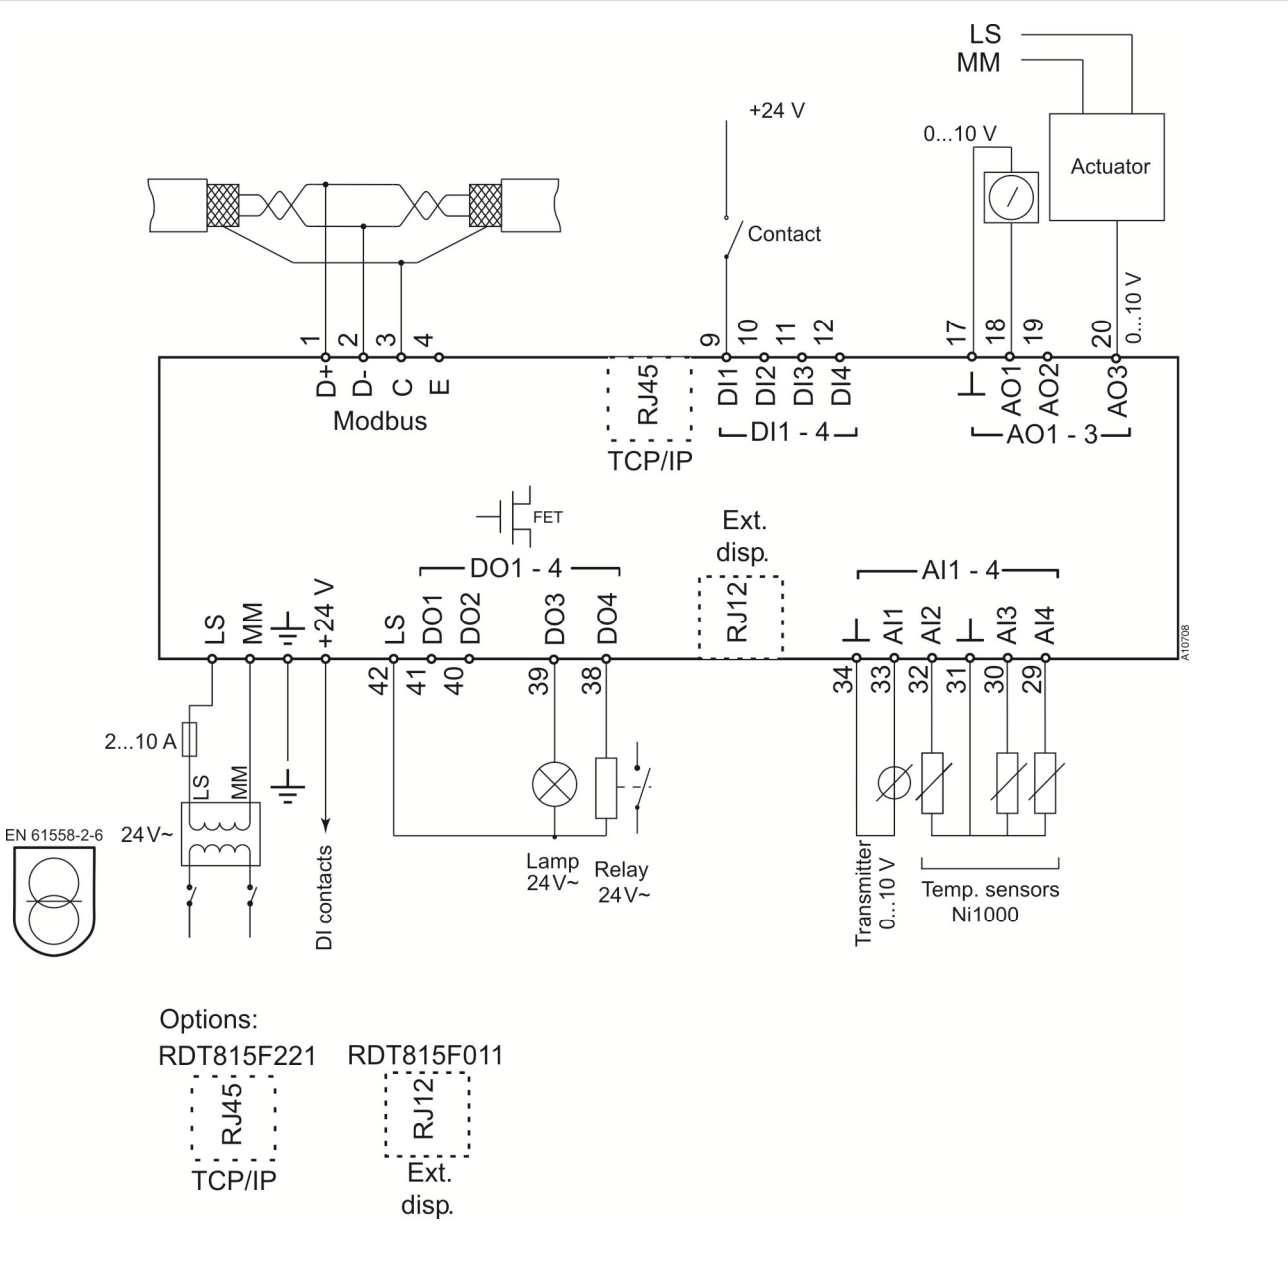 LS
MM
+24 V
0...10 V
Actuator
Contact
0...10 V
1 2 3 4 9 10 11 12 17 18 19 20
D+ D- C E RJ45 DI1 DI2 DI3 DI4 AO1 AO2 AO3
Modbus
DI1 - 4
AO1 - 3
TCP/IP
FET
Ext.
disp.
DO1 - 4
AI1 - 4
LS MM +24 V LS DO1 DO2 DO3 DO4 RJ12 AI1 AI2 AI3 AI4
A10708
42 41 40 39 38 34 33 32 31 30 29
2...10 A
LS MM
EN 61558-2-6
24V~
DI contacts
Lamp
24V~
Relay
24V~
Transmitter
0...10 V
Temp. sensors
Ni1000
Options:
RDT815F221 RDT815F011
RJ45 RJ12
TCP/IP
Ext.
disp.